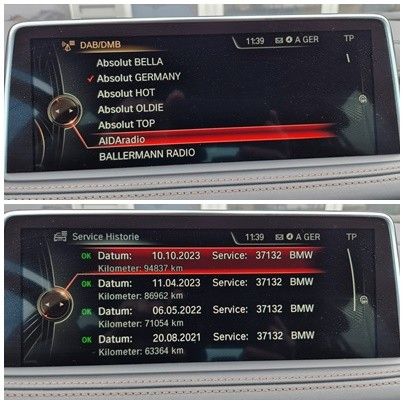 DAB/DMB
11:39 4 A GER TP
Absolut BELLA
Absolut GERMANY
Absolut HOT
Absolut OLDIE
Absolut TOP
AIDAradio
BALLERMANN RADIO
Service Historie
11:39 4 A GER TP
OK Datum: 10.10.2023 Service: 37132 BMW
Kilometer: 94837 km
OK Datum: 11.04.2023 Service: 37132 BMW
Kilometer: 86962 km
OK Datum: 06.05.2022 Service: 37132 BMW
Kilometer: 71054 km
OK Datum: 20.08.2021 Service: 37132 BMW
Kilometer: 63364 km